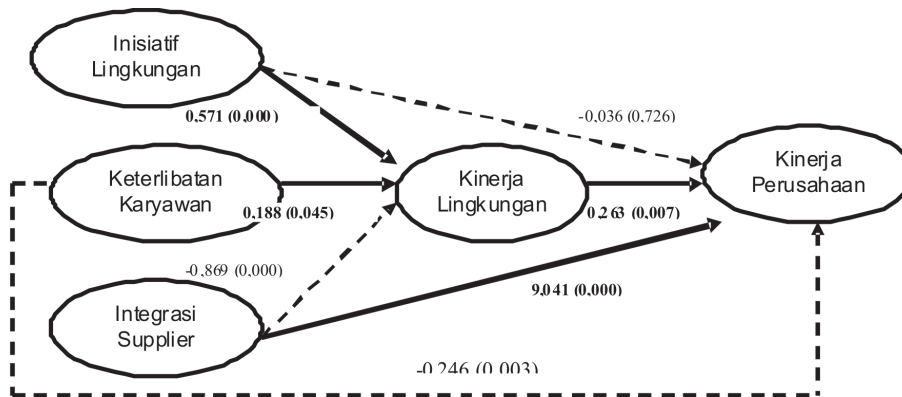 Inisiatif
Lingkungan
0,571 (0,000)
-0,036 (0,726)
Keterlibatan
Karyawan
0,188 (0,045)
Kinerja
Lingkungan
0,263 (0,007)
Kinerja
Perusahaan
-0,869 (0,000)
Integrasi
Supplier
9,041 (0,000)
-0,246 (0,003)